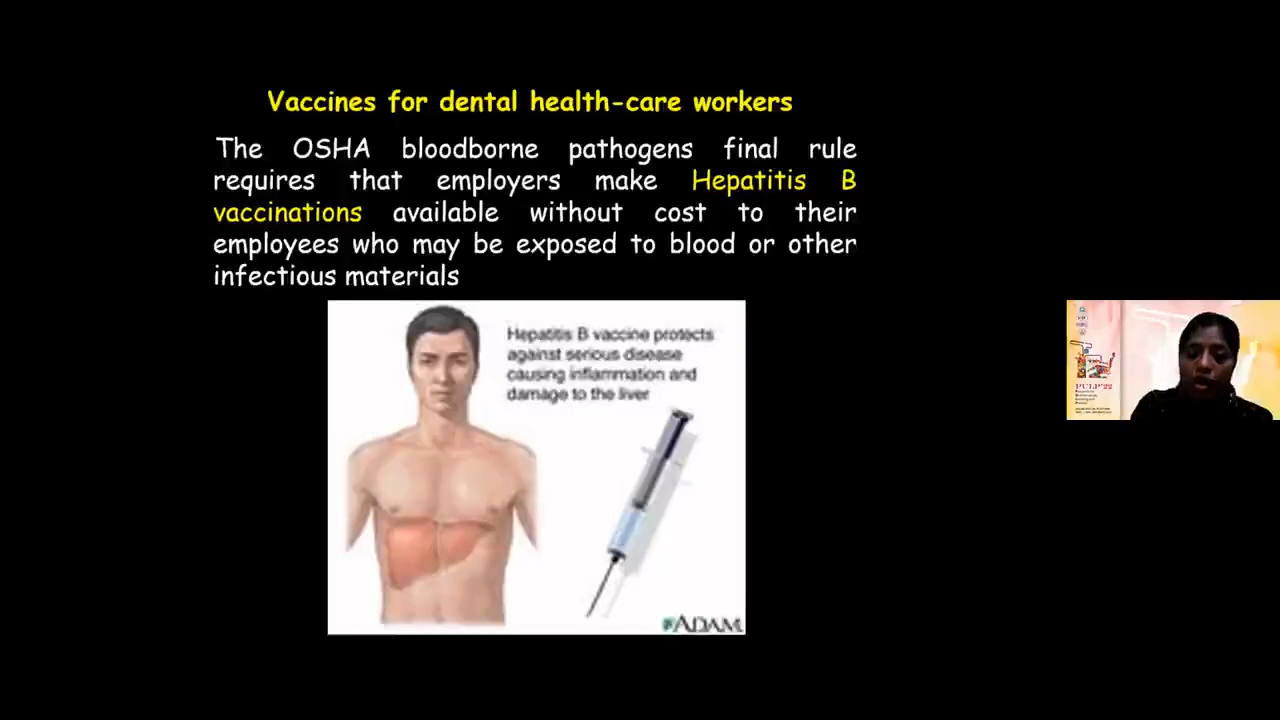 Vaccines for dental health-care workers
The OSHA bloodborne pathogens final rule
requires that employers make Hepatitis B
vaccinations available without cost to their
employees who may be exposed to blood or other
infectious materials
Hepatitis B vaccine protects
against serious disease
causing inflammation and
damage to the liver
ADAM.
PULP'22